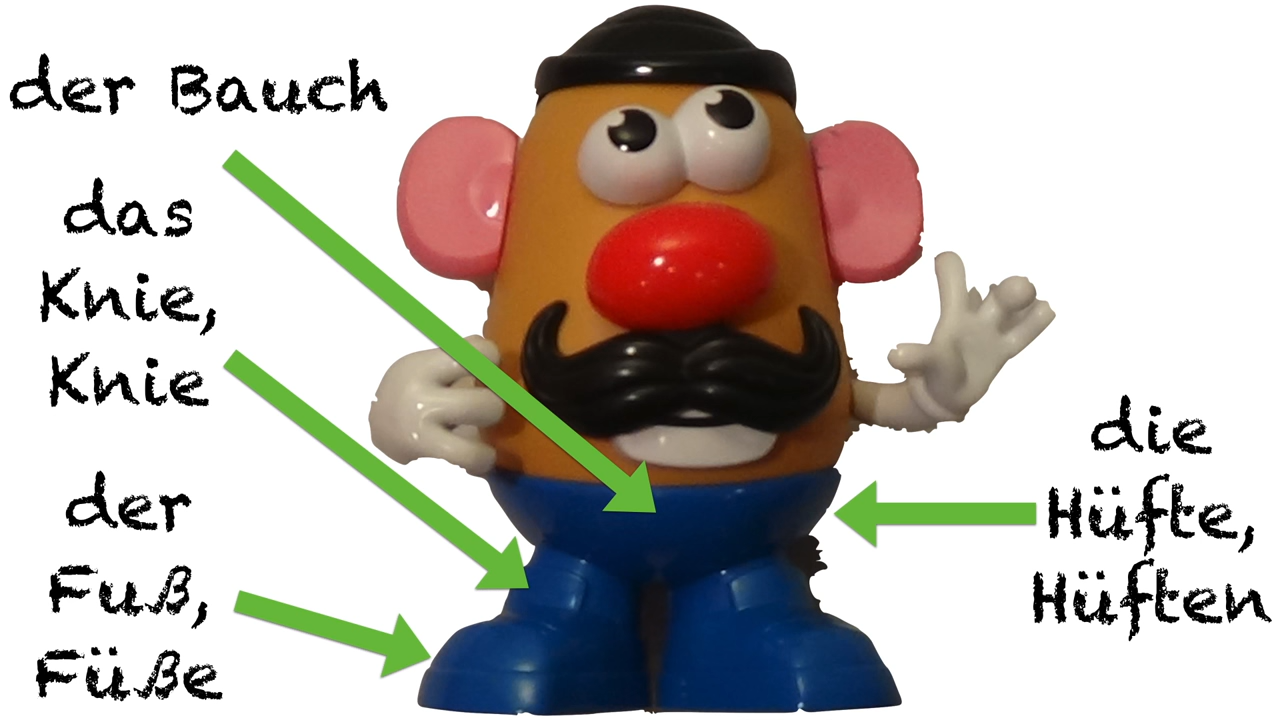 der Bauch
das
Knie,
Knie
der
Fuß,
Füße
die
Hüfte,
Hüften